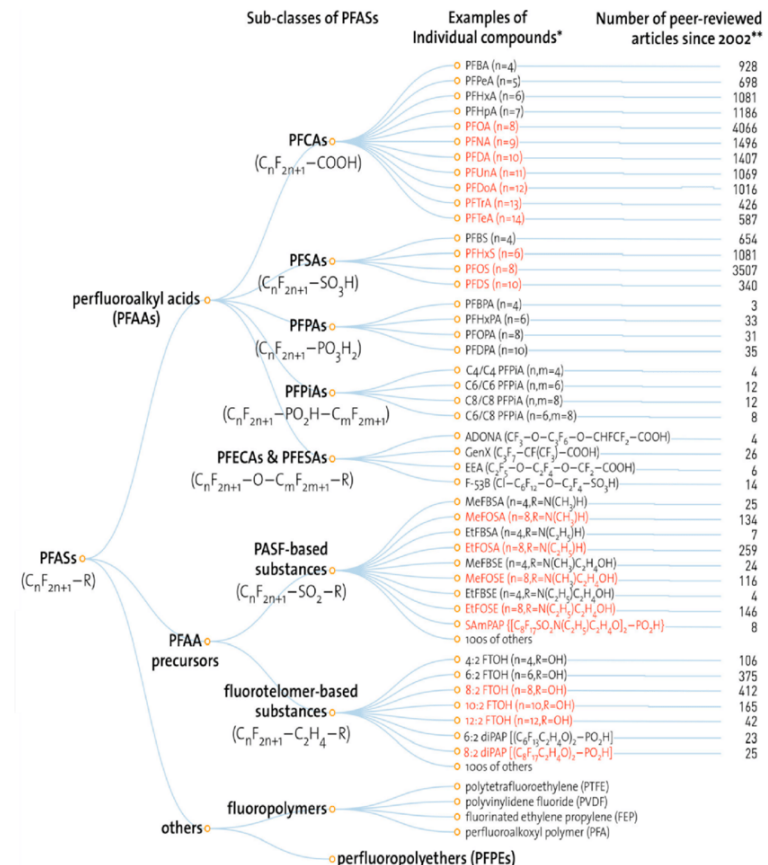 Sub-classes of PFASs
Examples of
Individual compounds*
Number of peer-reviewed
articles since 2002**
PFASs
(CₙF₂ₙ₊₁–R)
perfluoroalkyl acids
(PFAAs)
PFCAs
(CₙF₂ₙ₊₁–COOH)
PFBA (n=4) 928
PFPeA (n=5) 698
PFHxA (n=6) 1081
PFHpA (n=7) 1186
PFOA (n=8) 4066
PFNA (n=9) 1496
PFDA (n=10) 1407
PFUnA (n=11) 1069
PFDoA (n=12) 1016
PFTrA (n=13) 426
PFTeA (n=14) 587
PFSAs
(CₙF₂ₙ₊₁–SO₃H)
PFBS (n=4) 654
PFHxS (n=6) 1081
PFOS (n=8) 3507
PFDS (n=10) 340
PFPAs
(CₙF₂ₙ₊₁–PO₃H₂)
PFBPA (n=4) 3
PFHxPA (n=6) 33
PFOPA (n=8) 31
PFDPA (n=10) 35
PFPiAs
(CₙF₂ₙ₊₁–PO₂H–CₘF₂ₘ₊₁)
C4/C4 PFPiA (n,m=4) 4
C6/C6 PFPiA (n,m=6) 12
C8/C8 PFPiA (n,m=8) 12
C6/C8 PFPiA (n=6,m=8) 8
PFECAs & PFESAs
(CₙF₂ₙ₊₁–O–CₘF₂ₘ₊₁–R)
ADONA (CF₃–O–C₃F₆–O–CHFCF₂–COOH) 4
GenX (C₃F₇–CF(CF₃)–COOH) 26
EEA (C₂F₅–O–C₂F₄–O–CF₂–COOH) 6
F-53B (Cl–C₆F₁₂–O–C₂F₄–SO₃H) 14
PFAA
precursors
PASF-based
substances
(CₙF₂ₙ₊₁–SO₂–R)
MeFBSA (n=4,R=N(CH₃)H) 25
MeFOSA (n=8,R=N(CH₃)H) 134
EtFBSA (n=4,R=N(C₂H₅)H) 7
EtFOSA (n=8,R=N(C₂H₅)H) 259
MeFBSE (n=4,R=N(CH₃)C₂H₄OH) 24
MeFOSE (n=8,R=N(CH₃)C₂H₄OH) 116
EtFBSE (n=4,R=N(C₂H₅)C₂H₄OH) 4
EtFOSE (n=8,R=N(C₂H₅)C₂H₄OH) 146
SAmPAP {[C₈F₁₇SO₂N(C₂H₅)C₂H₄O]₂–PO₂H} 8
100s of others
fluorotelomer-based
substances
(CₙF₂ₙ₊₁–C₂H₄–R)
4:2 FTOH (n=4,R=OH) 106
6:2 FTOH (n=6,R=OH) 375
8:2 FTOH (n=8,R=OH) 412
10:2 FTOH (n=10,R=OH) 165
12:2 FTOH (n=12,R=OH) 42
6:2 diPAP [(C₆F₁₃C₂H₄O)₂–PO₂H] 23
8:2 diPAP [(C₈F₁₇C₂H₄O)₂–PO₂H] 25
100s of others
others
fluoropolymers
polytetrafluoroethylene (PTFE)
polyvinylidene fluoride (PVDF)
fluorinated ethylene propylene (FEP)
perfluoroalkoxyl polymer (PFA)
perfluoropolyethers (PFPEs)